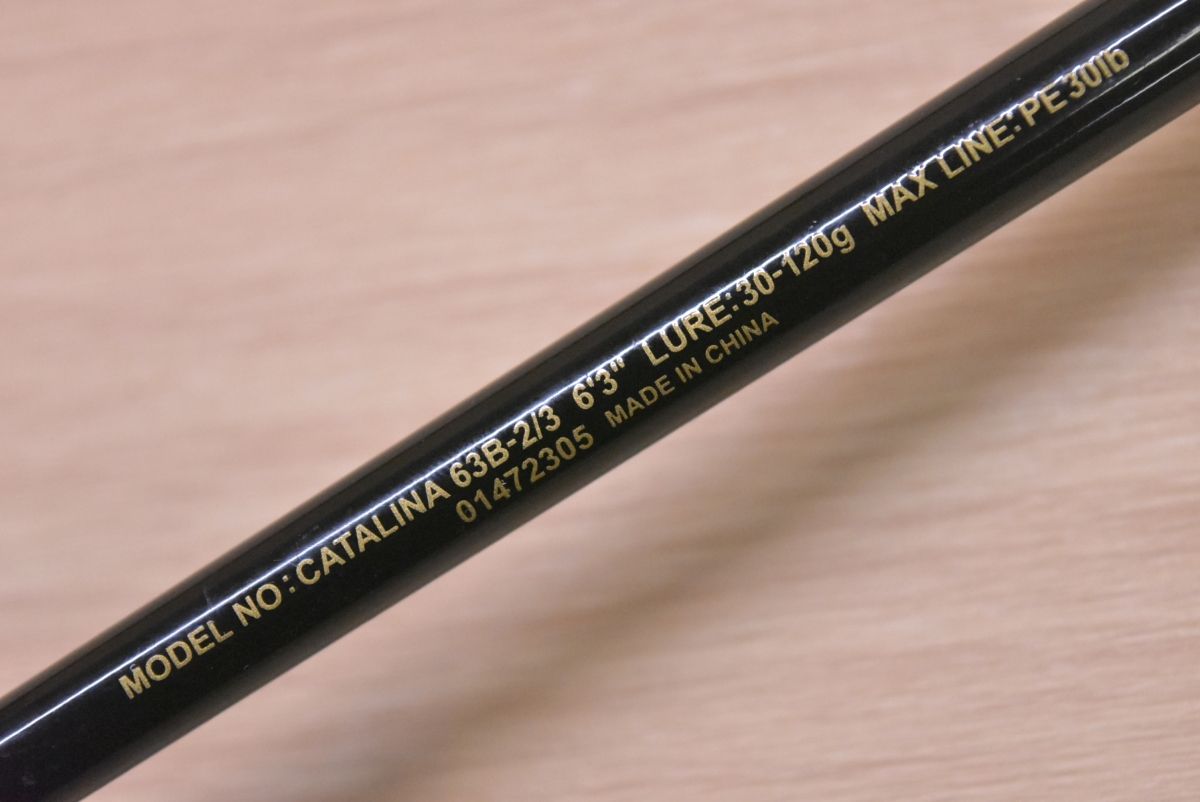 MODEL NO:CATALINA 63B-2/3 6'3" LURE:30-120g MAX LINE:PE 30lb
01472305 MADE IN CHINA